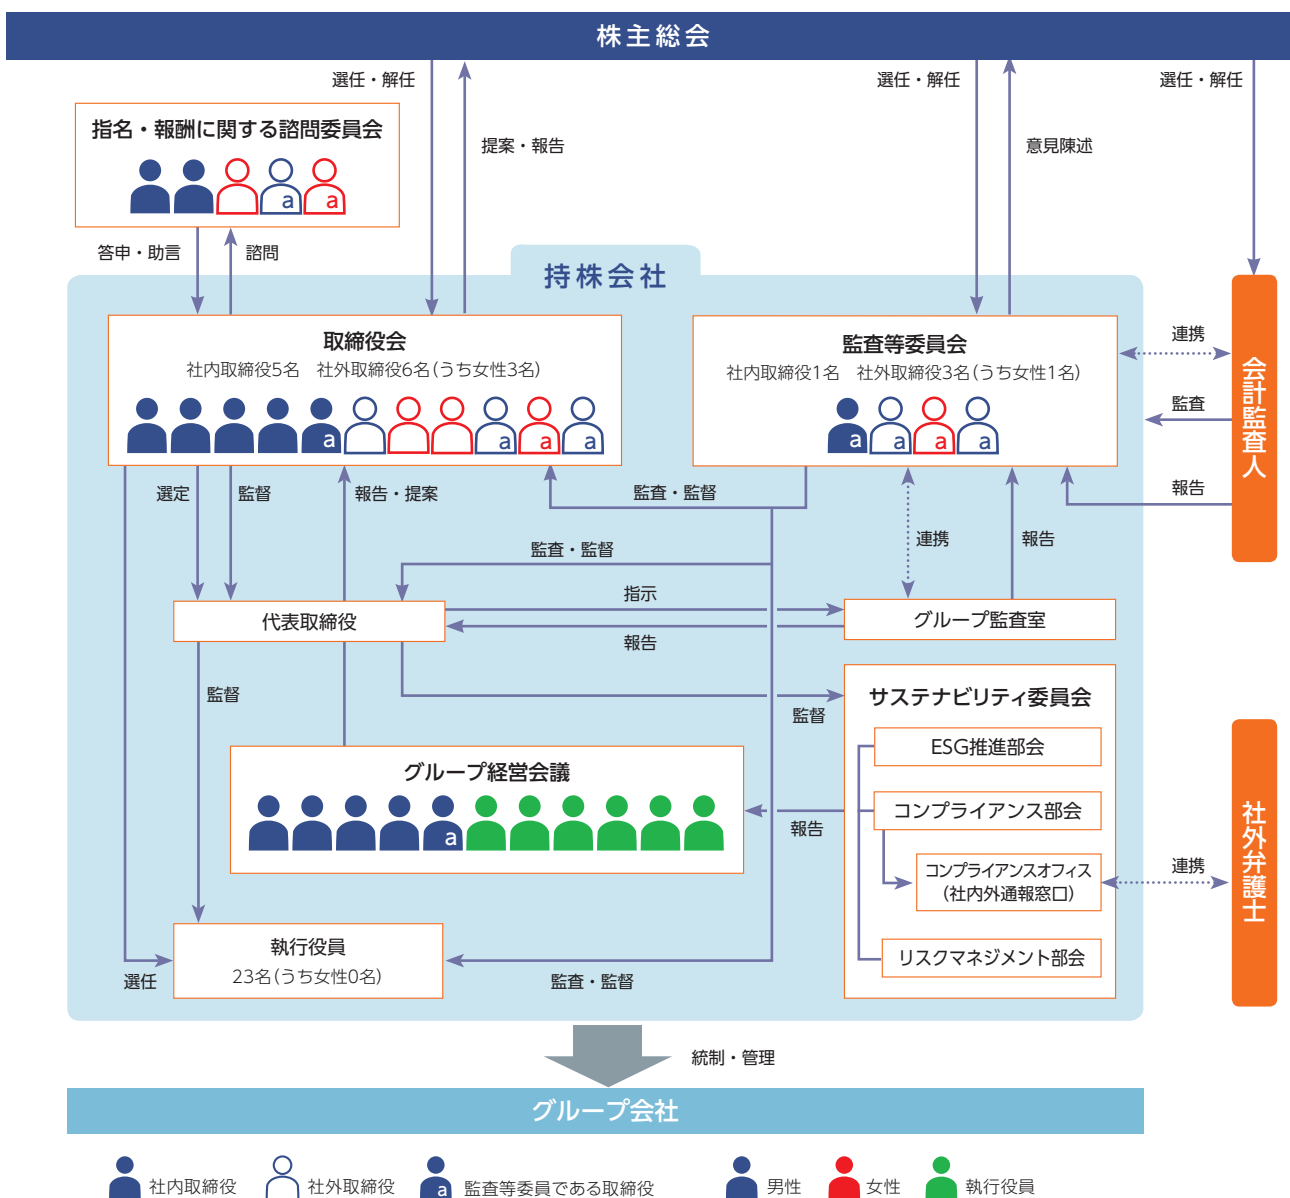 株主総会
選任・解任
選任・解任
選任・解任
指名・報酬に関する諮問委員会
a
a
提案・報告
意見陳述
答申・助言
諮問
持株会社
取締役会
社内取締役5名　社外取締役6名(うち女性3名)
a
a
a
a
監査等委員会
社内取締役1名　社外取締役3名(うち女性1名)
a
a
a
a
連携
監査
報告
会計監査人
選定
監督
報告・提案
監査・監督
監査・監督
連携
報告
代表取締役
指示
報告
グループ監査室
監督
監督
サステナビリティ委員会
ESG推進部会
コンプライアンス部会
コンプライアンスオフィス
(社内外通報窓口)
リスクマネジメント部会
グループ経営会議
a
報告
連携
社外弁護士
執行役員
23名(うち女性0名)
選任
監査・監督
統制・管理
グループ会社
社内取締役
社外取締役
a
監査等委員である取締役
男性
女性
執行役員